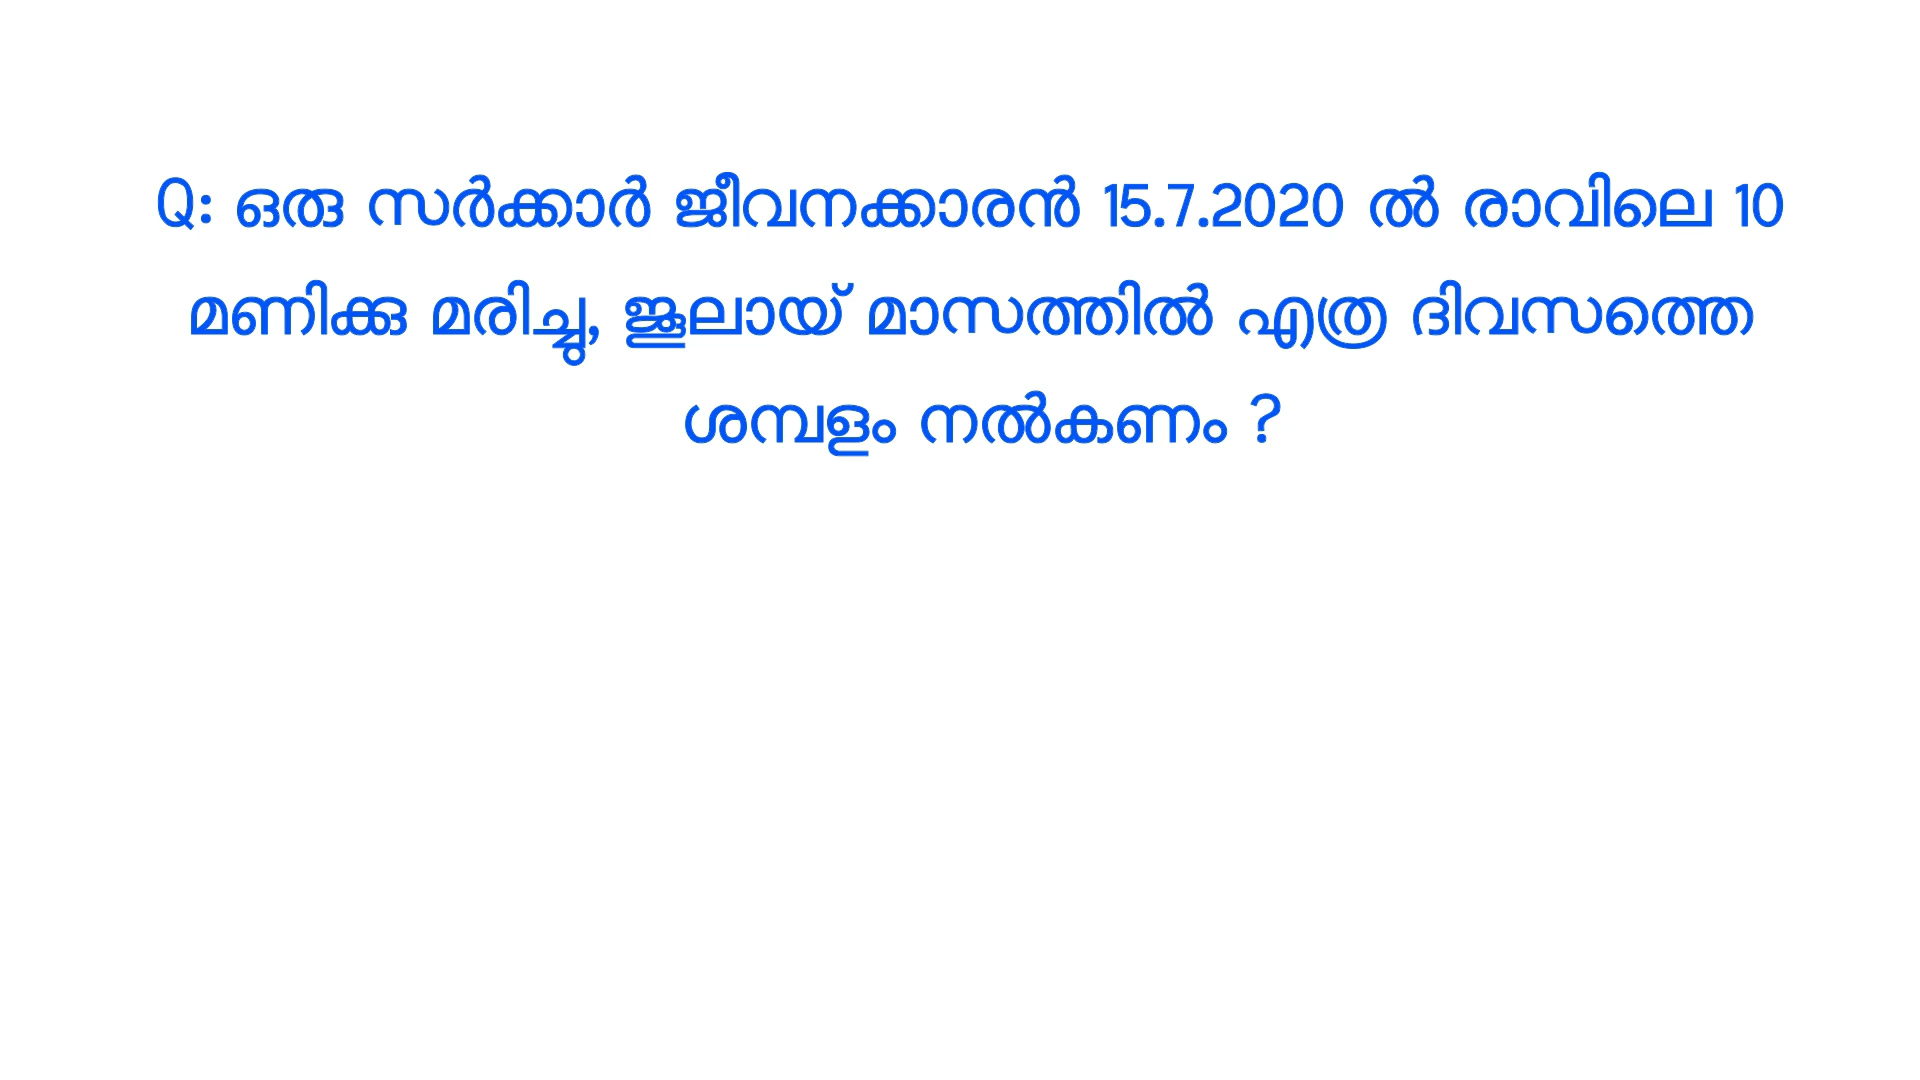 Q: ഒരു സർക്കാർ ജീവനക്കാരൻ 15.7.2020 ൽ രാവിലെ 10
മണിക്കു മരിച്ചു, ജൂലായ് മാസത്തിൽ എത്ര ദിവസത്തെ
ശമ്പളം നൽകണം ?